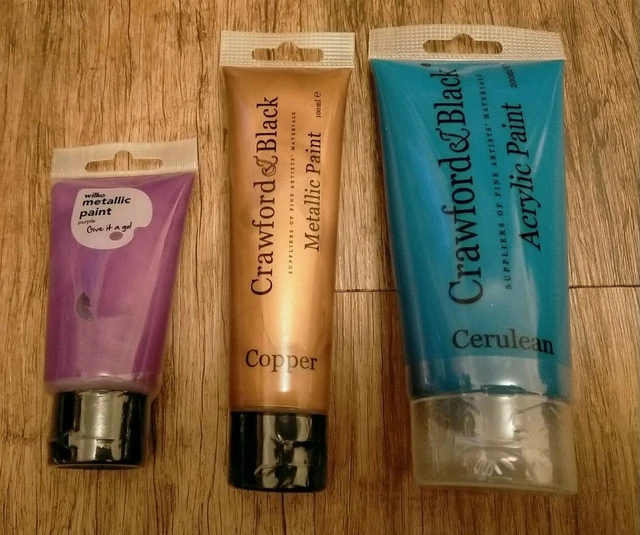 wilko
metallic
paint
purple
Give it a go!
Crawford & Black
SUPPLIERS OF FINE ARTISTS' MATERIALS
Metallic Paint
100ml e
Copper
Crawford & Black
SUPPLIERS OF FINE ARTISTS' MATERIALS
Acrylic Paint
200ml e
Cerulean